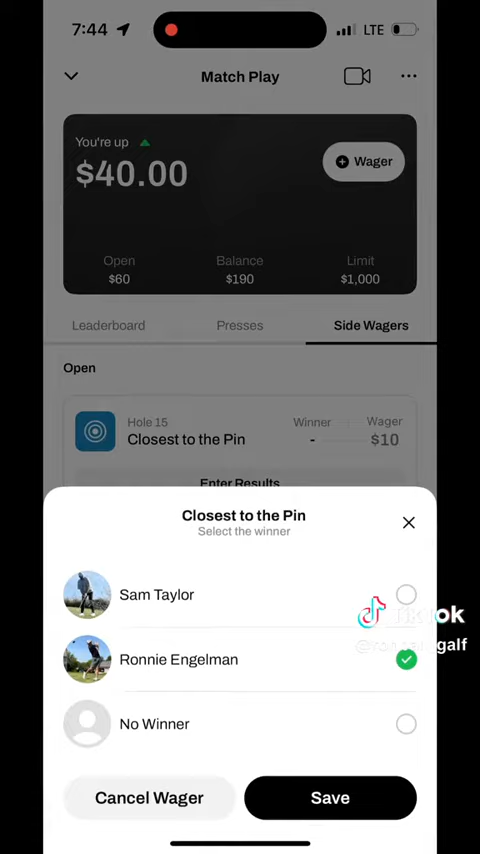 7:44 LTE
Match Play
You're up
$40.00
Wager
Open Balance Limit
$60 $190 $1,000
Leaderboard Presses Side Wagers
Open
Hole 15 Winner Wager
Closest to the Pin - $10
Enter Results
Closest to the Pin
Select the winner
Sam Taylor
TikTok
Ronnie Engelman
No Winner
Cancel Wager Save